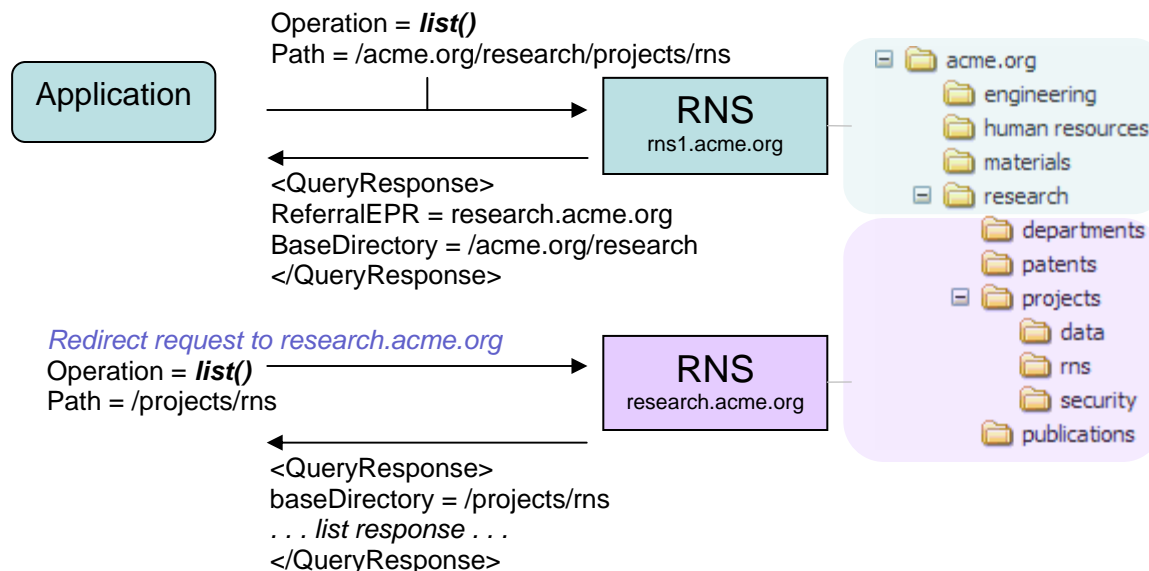 Operation = list()
Path = /acme.org/research/projects/rns
Application
RNS
rns1.acme.org
<QueryResponse>
ReferralEPR = research.acme.org
BaseDirectory = /acme.org/research
</QueryResponse>
Redirect request to research.acme.org
Operation = list()
Path = /projects/rns
RNS
research.acme.org
<QueryResponse>
baseDirectory = /projects/rns
. . . list response . . .
</QueryResponse>
acme.org
engineering
human resources
materials
research
departments
patents
projects
data
rns
security
publications